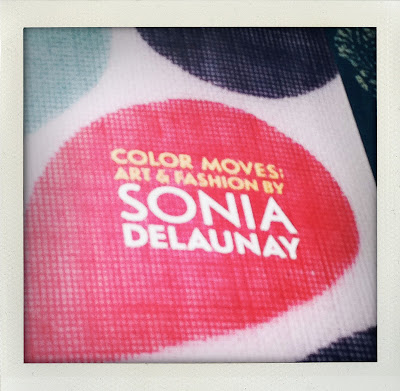 COLOR MOVES:
ART & FASHION BY
SONIA
DELAUNAY